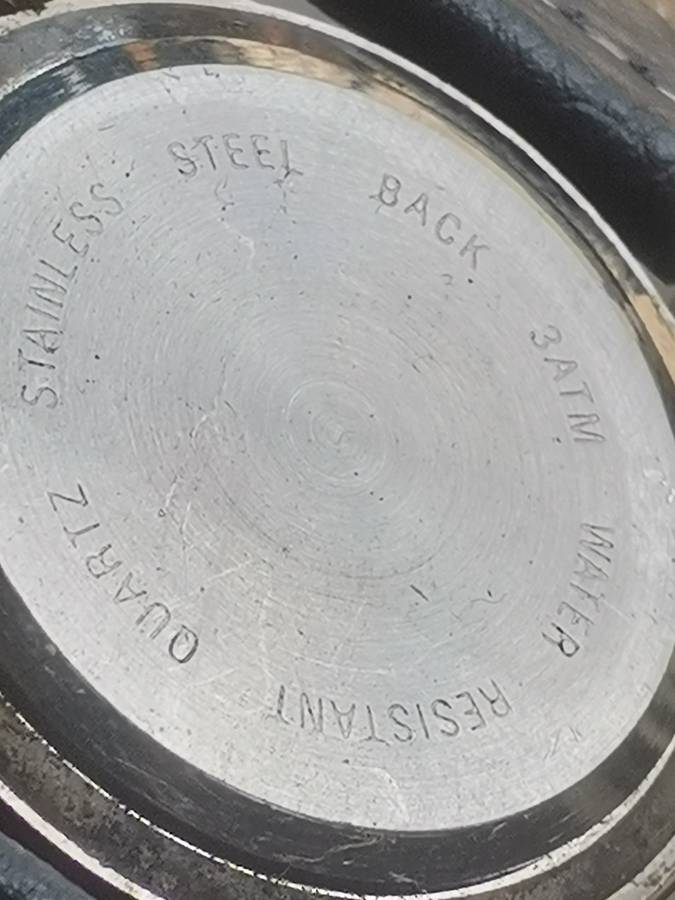 STAINLESS STEEL BACK 3ATM WATER RESISTANT QUARTZ